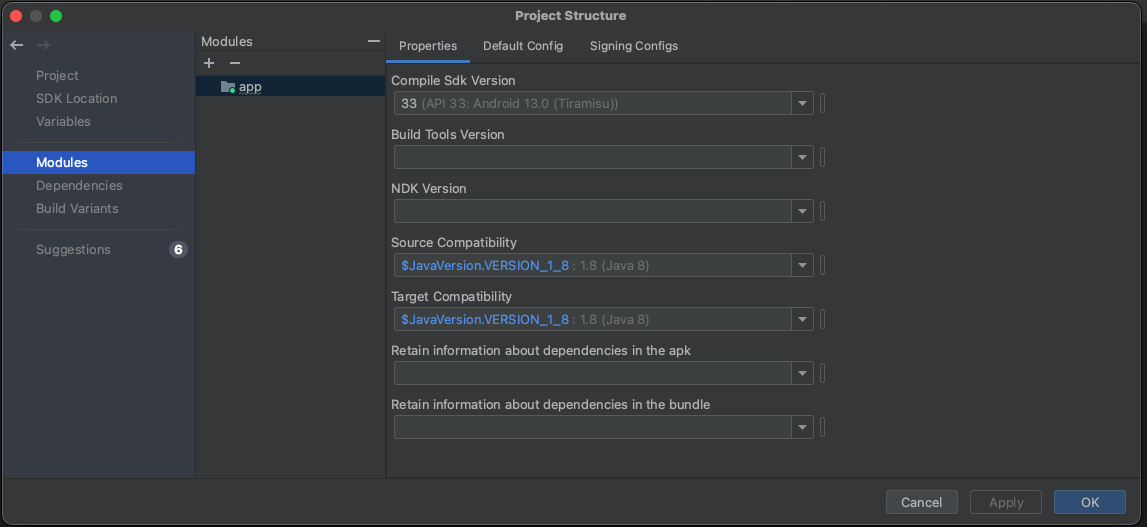 Project Structure
Project
SDK Location
Variables
Modules
Dependencies
Build Variants
Suggestions 6
Modules
app
Properties Default Config Signing Configs
Compile Sdk Version
33 (API 33: Android 13.0 (Tiramisu))
Build Tools Version
NDK Version
Source Compatibility
$JavaVersion.VERSION_1_8 : 1.8 (Java 8)
Target Compatibility
$JavaVersion.VERSION_1_8 : 1.8 (Java 8)
Retain information about dependencies in the apk
Retain information about dependencies in the bundle
Cancel Apply OK